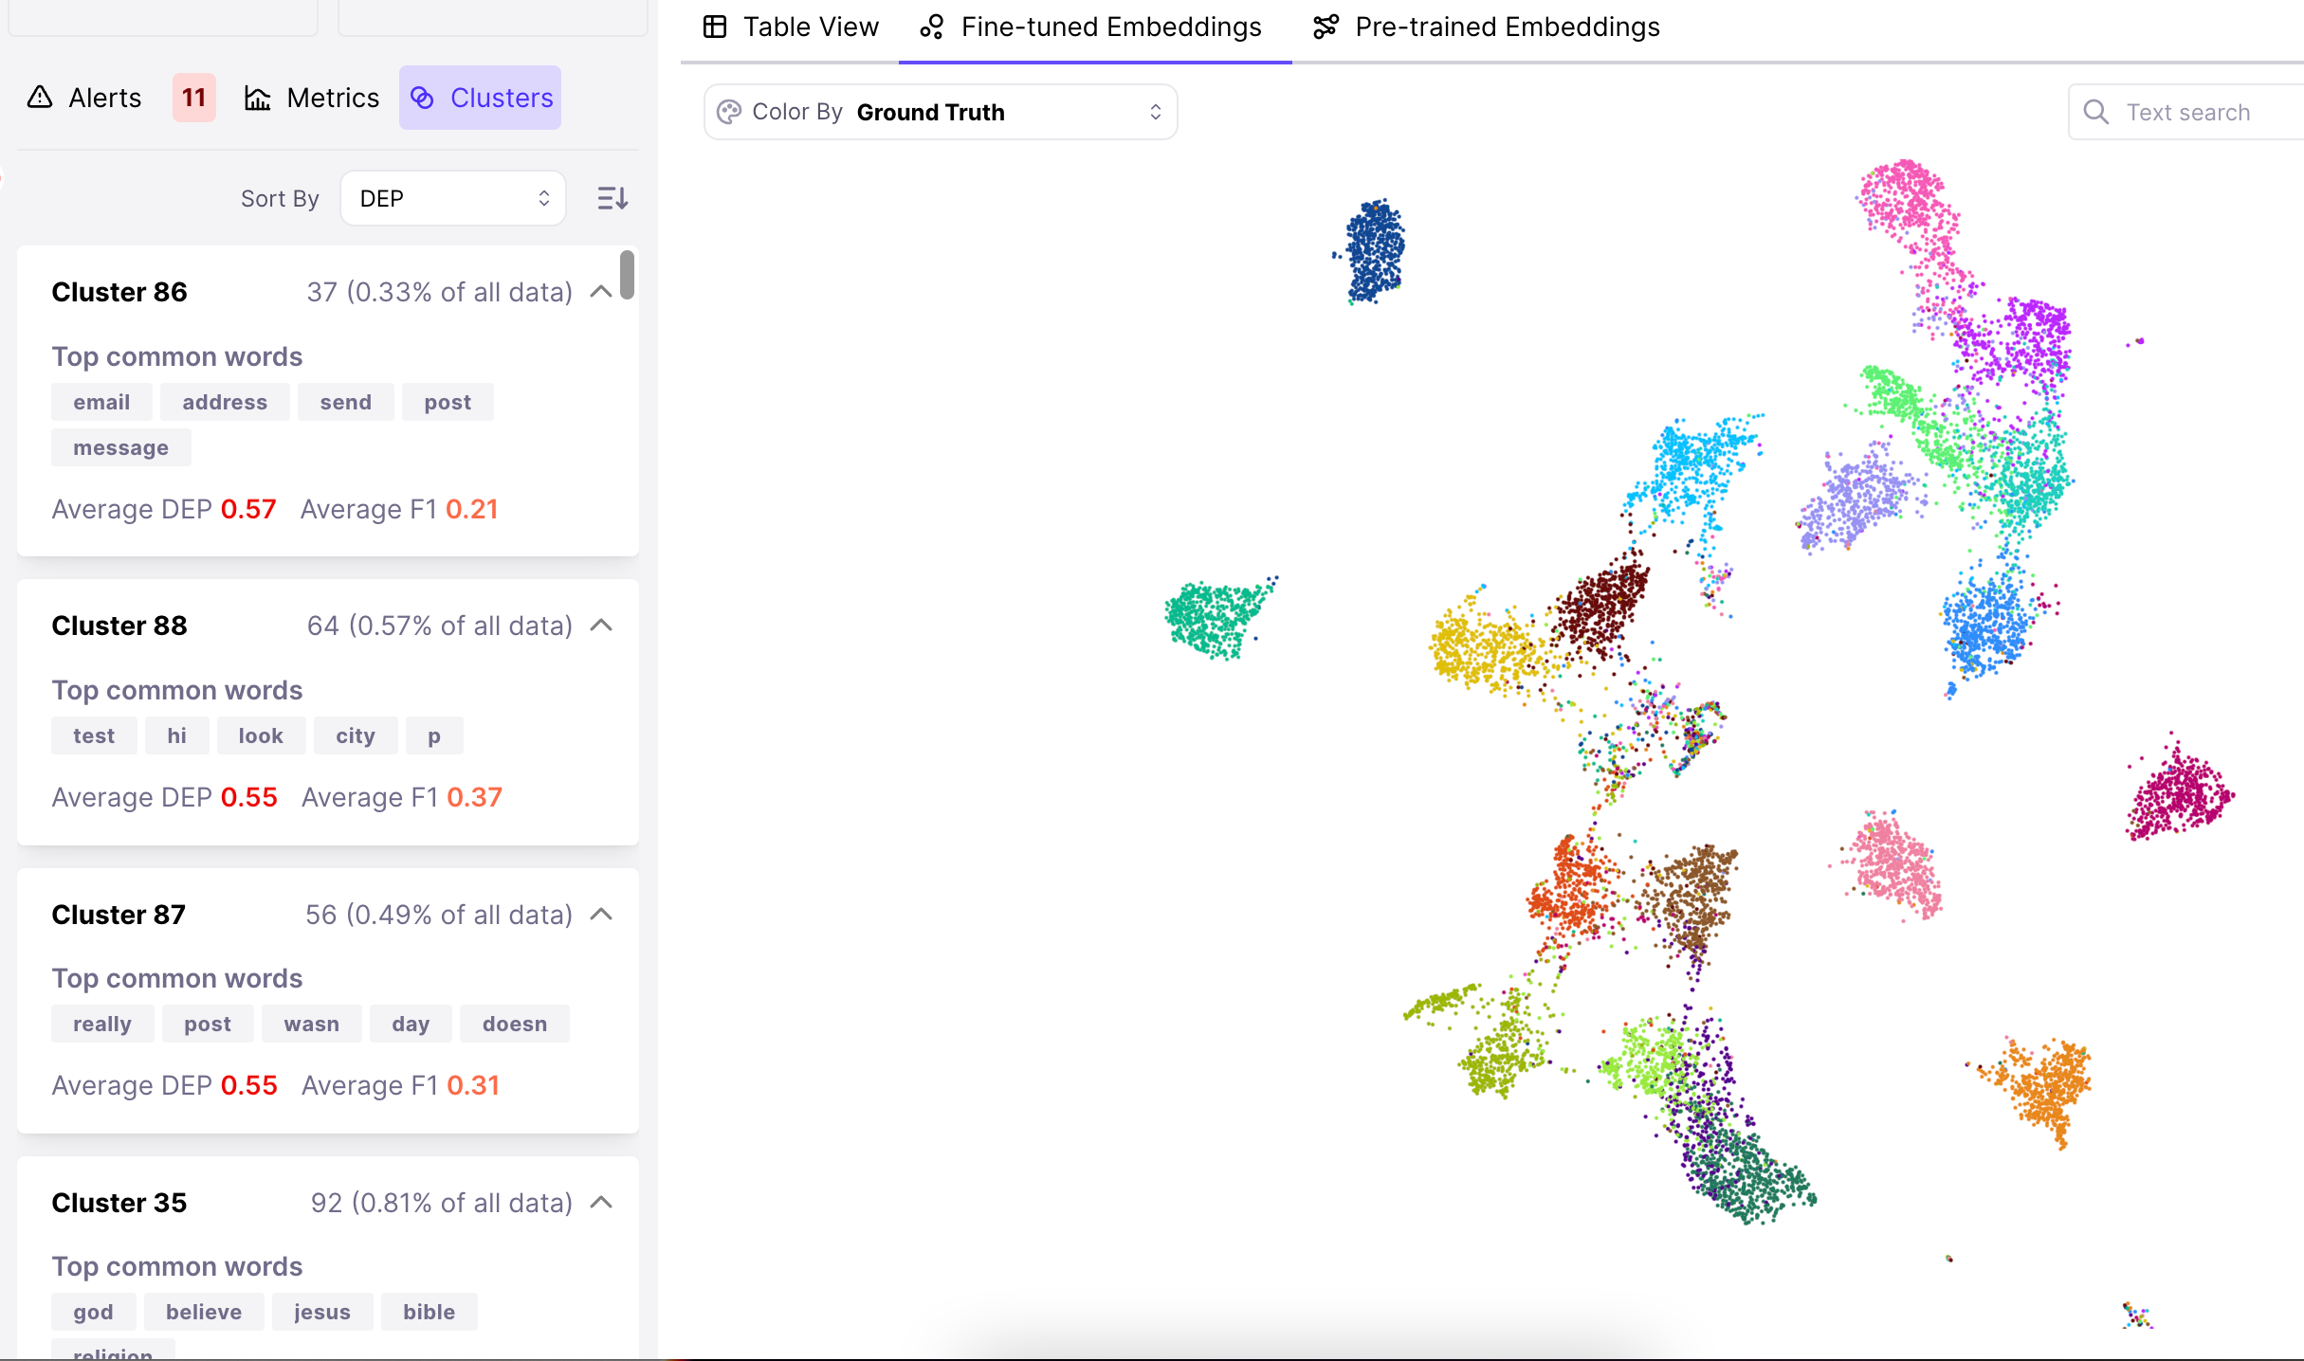 Table View Fine-tuned Embeddings Pre-trained Embeddings
Alerts 11 Metrics Clusters
Color By Ground Truth
Text search
Sort By DEP
Cluster 86 37 (0.33% of all data)
Top common words
email address send post
message
Average DEP 0.57 Average F1 0.21
Cluster 88 64 (0.57% of all data)
Top common words
test hi look city p
Average DEP 0.55 Average F1 0.37
Cluster 87 56 (0.49% of all data)
Top common words
really post wasn day doesn
Average DEP 0.55 Average F1 0.31
Cluster 35 92 (0.81% of all data)
Top common words
god believe jesus bible
religion